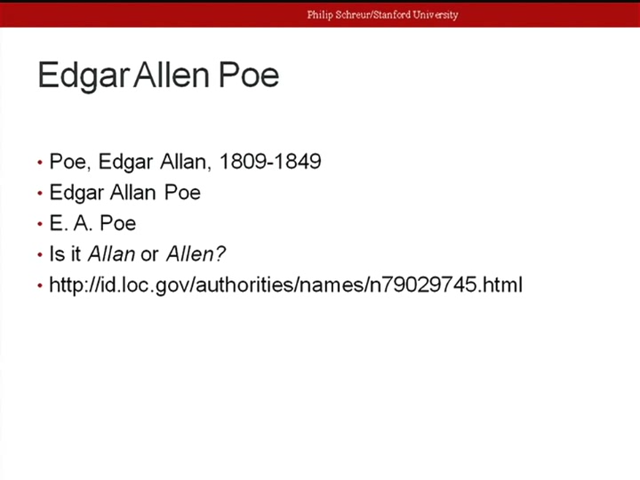 Philip Schreur/Stanford University
Edgar Allen Poe
• Poe, Edgar Allan, 1809-1849
• Edgar Allan Poe
• E. A. Poe
• Is it Allan or Allen?
• http://id.loc.gov/authorities/names/n79029745.html